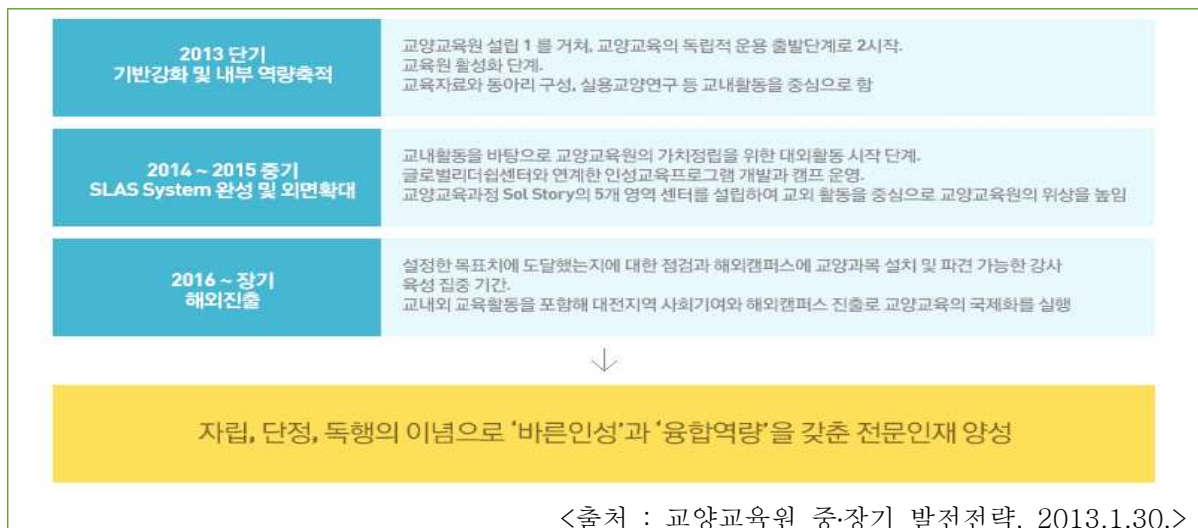 2013 단기
기반강화 및 내부 역량축적
교양교육원 설립 1 를 거쳐, 교양교육의 독립적 운용 출발단계로 2시작.
교육원 활성화 단계.
교육자료와 동아리 구성, 실용교양연구 등 교내활동을 중심으로 함
2014 ~ 2015 중기
SLAS System 완성 및 외면확대
교내활동을 바탕으로 교양교육원의 가치정립을 위한 대외활동 시작 단계.
글로벌리더쉽센터와 연계한 인성교육프로그램 개발과 캠프 운영.
교양교육과정 Sol Story의 5개 영역 센터를 설립하여 교외 활동을 중심으로 교양교육원의 위상을 높임
2016 ~ 장기
해외진출
설정한 목표치에 도달했는지에 대한 점검과 해외캠퍼스에 교양과목 설치 및 파견 가능한 강사
육성 집중 기간.
교내외 교육활동을 포함해 대전지역 사회기여와 해외캠퍼스 진출로 교양교육의 국제화를 실행
자립, 단정, 독행의 이념으로 '바른인성'과 '융합역량'을 갖춘 전문인재 양성
<출처 : 교양교육원 중·장기 발전전략, 2013.1.30.>